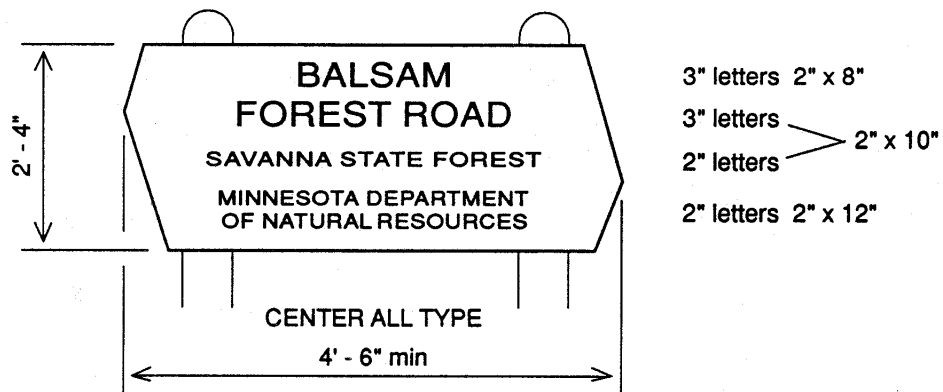 BALSAM
FOREST ROAD
SAVANNA STATE FOREST
MINNESOTA DEPARTMENT
OF NATURAL RESOURCES
2' - 4"
3" letters 2" x 8"
3" letters
2" x 10"
2" letters
2" letters 2" x 12"
CENTER ALL TYPE
4' - 6" min